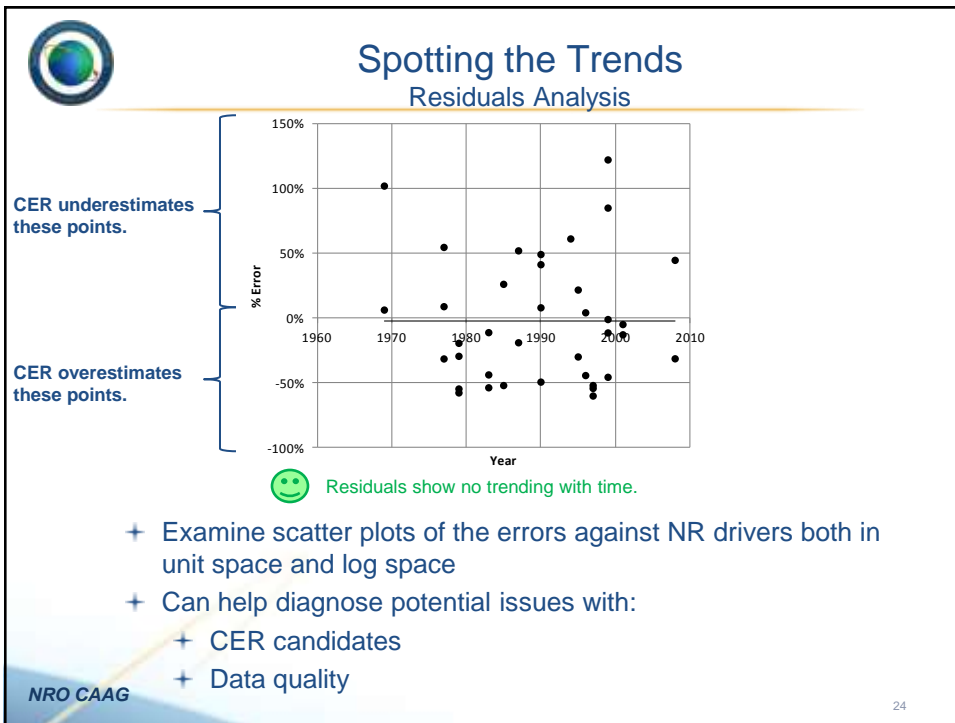 Spotting the Trends
Residuals Analysis
150%
100%
50%
0%
-50%
-100%
% Error
1960
1970
1980
1990
2000
2010
Year
CER underestimates
these points.
CER overestimates
these points.
Residuals show no trending with time.
Examine scatter plots of the errors against NR drivers both in
unit space and log space
Can help diagnose potential issues with:
CER candidates
Data quality
NRO CAAG
24